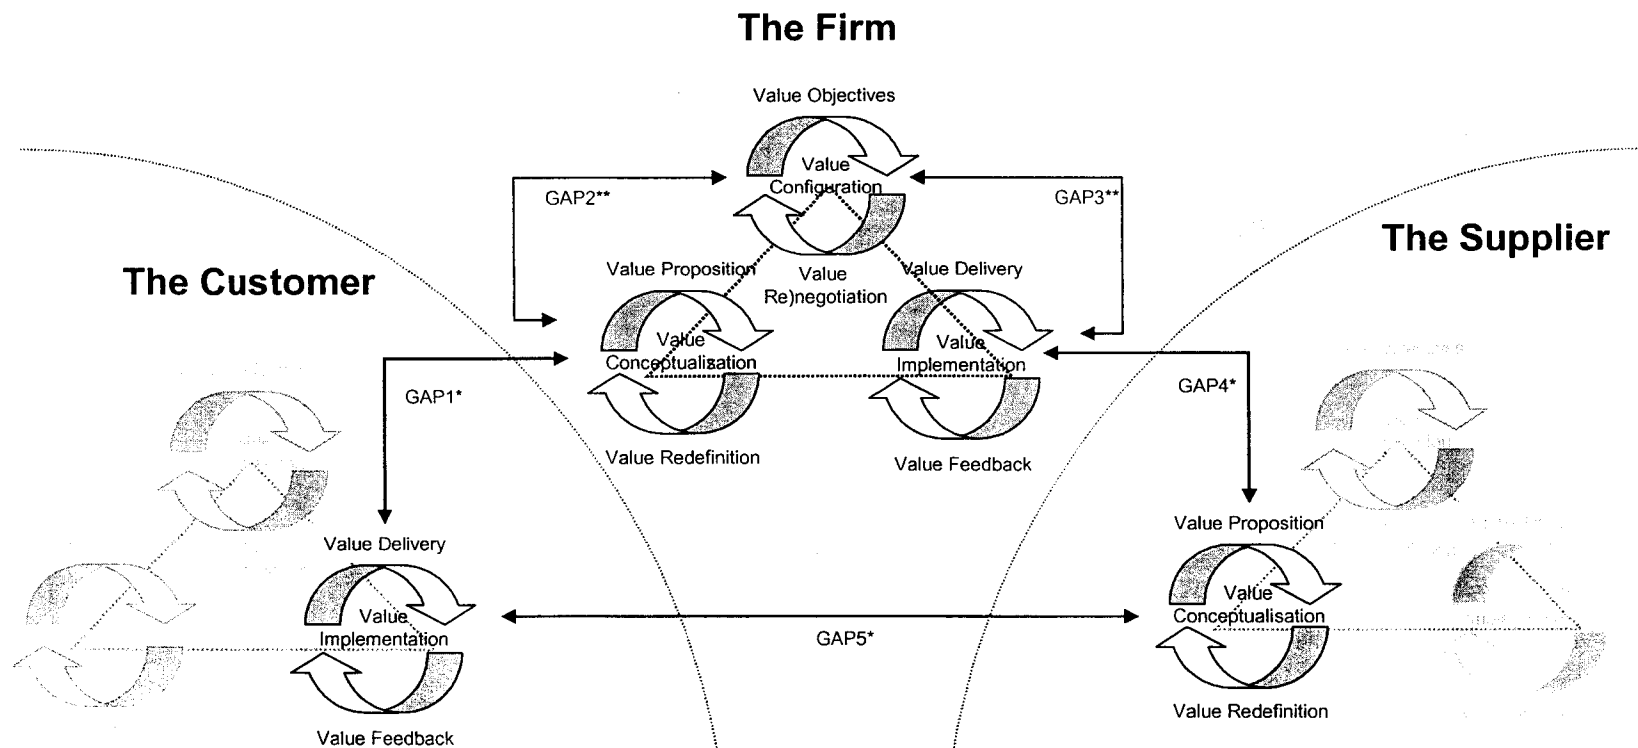 The Firm
Value Objectives
Value
Configuration
GAP2**
GAP3**
The Supplier
The Customer
Value Proposition
Value
Re)negotiation
Value Delivery
Value
Conceptualisation
Value
Implementation
GAP1*
GAP4*
Value Redefinition
Value Feedback
Value Delivery
Value
Implementation
Value Feedback
GAP5*
Value Proposition
Value
Conceptualisation
Value Redefinition